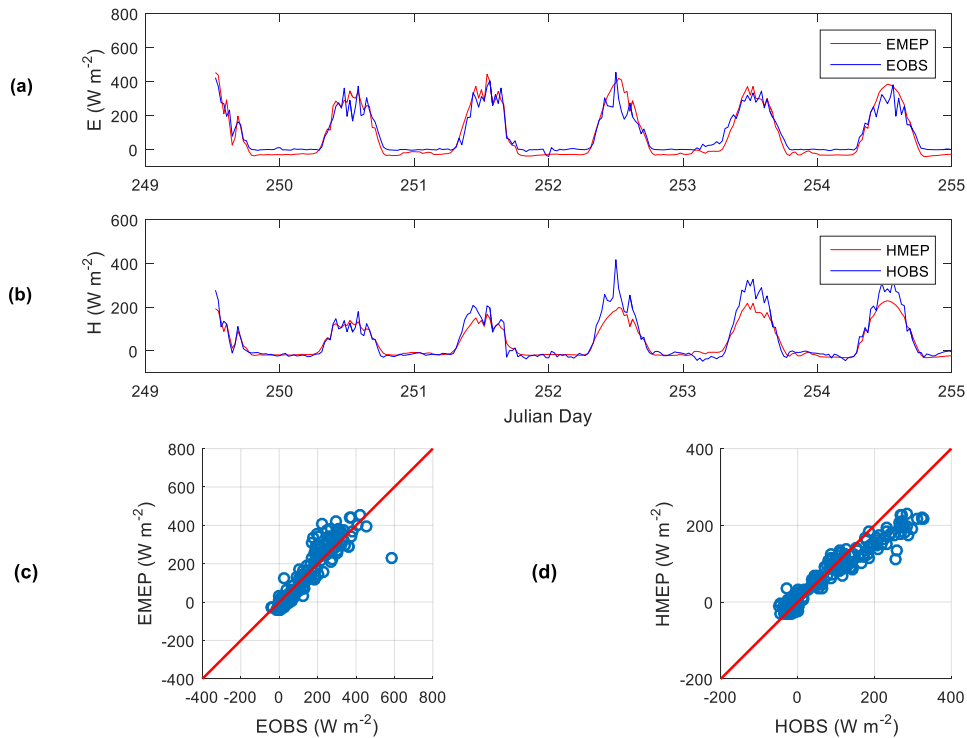 (a)
E (W m-2)
800
600
400
200
0
EMEP
EOBS
249 250 251 252 253 254 255
(b)
H (W m-2)
600
400
200
0
HMEP
HOBS
249 250 251 252 253 254 255
Julian Day
(c)
EMEP (W m-2)
800
600
400
200
0
-200
-400
-400 -200 0 200 400 600 800
EOBS (W m-2)
(d)
HMEP (W m-2)
400
200
0
-200
-200 0 200 400
HOBS (W m-2)